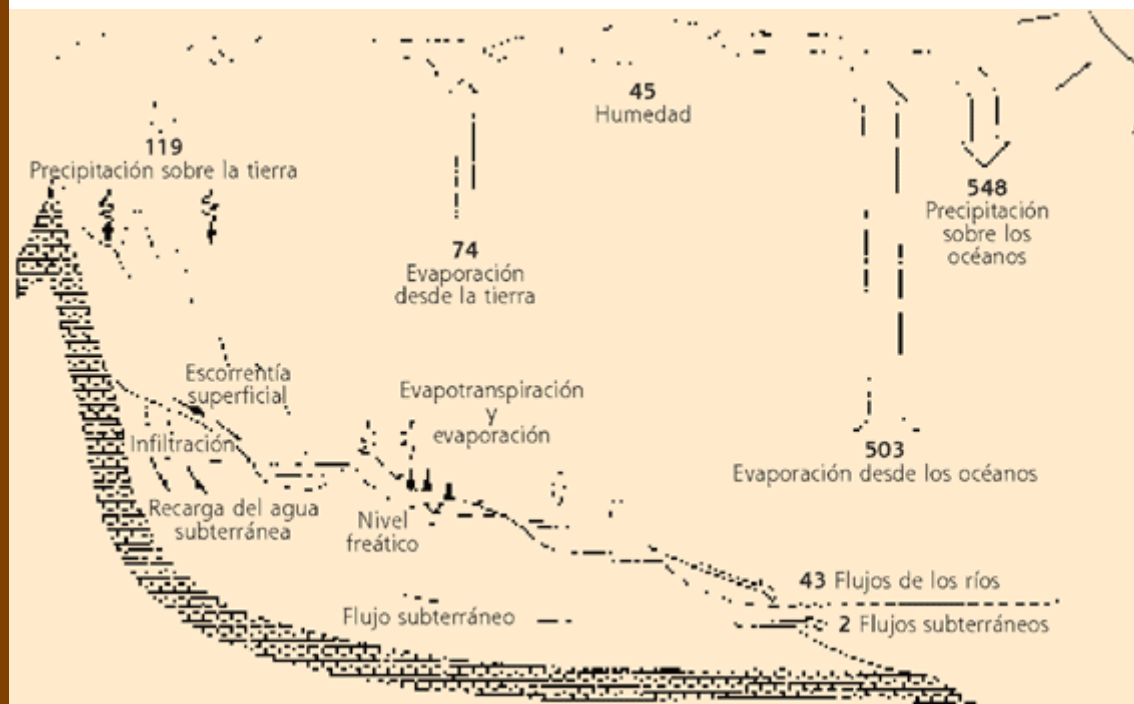 45
Humedad
119
Precipitación sobre la tierra
548
Precipitación
sobre los
océanos
74
Evaporación
desde la tierra
Escorrentía
superficial
Evapotranspiración
y
evaporación
Infiltración
503
Evaporación desde los océanos
Recarga del agua
subterránea
Nivel
freático
43 Flujos de los ríos
Flujo subterráneo
2 Flujos subterráneos